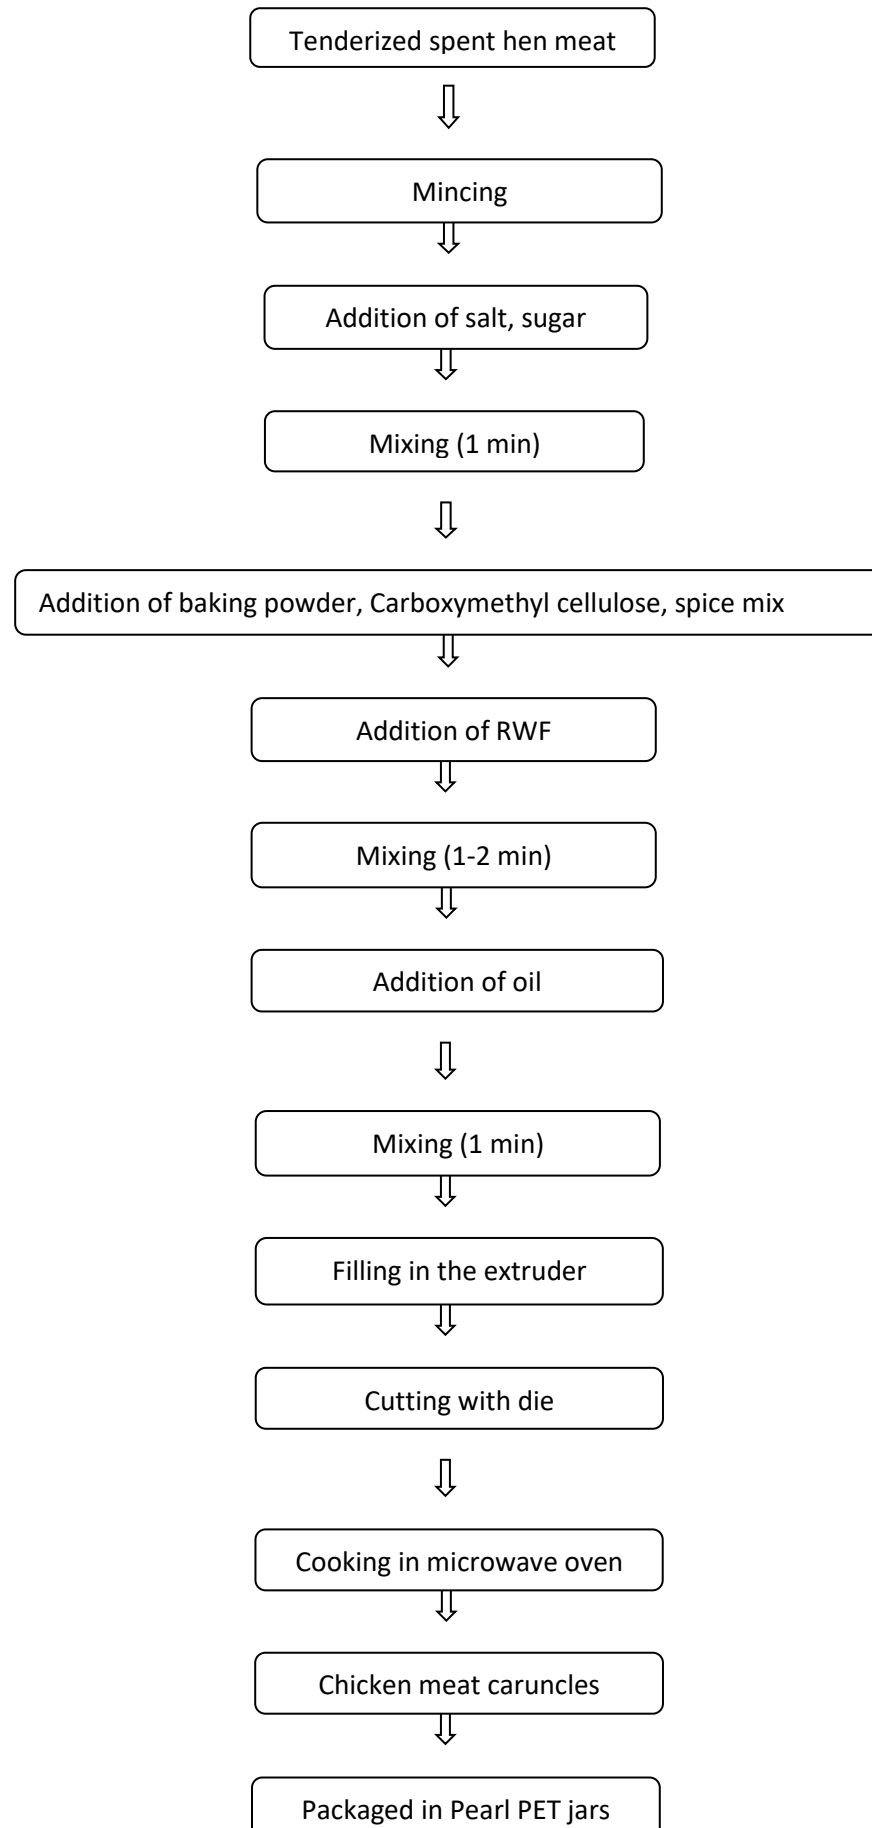 Tenderized spent hen meat
Mincing
Addition of salt, sugar
Mixing (1 min)
Addition of baking powder, Carboxymethyl cellulose, spice mix
Addition of RWF
Mixing (1-2 min)
Addition of oil
Mixing (1 min)
Filling in the extruder
Cutting with die
Cooking in microwave oven
Chicken meat caruncles
Packaged in Pearl PET jars